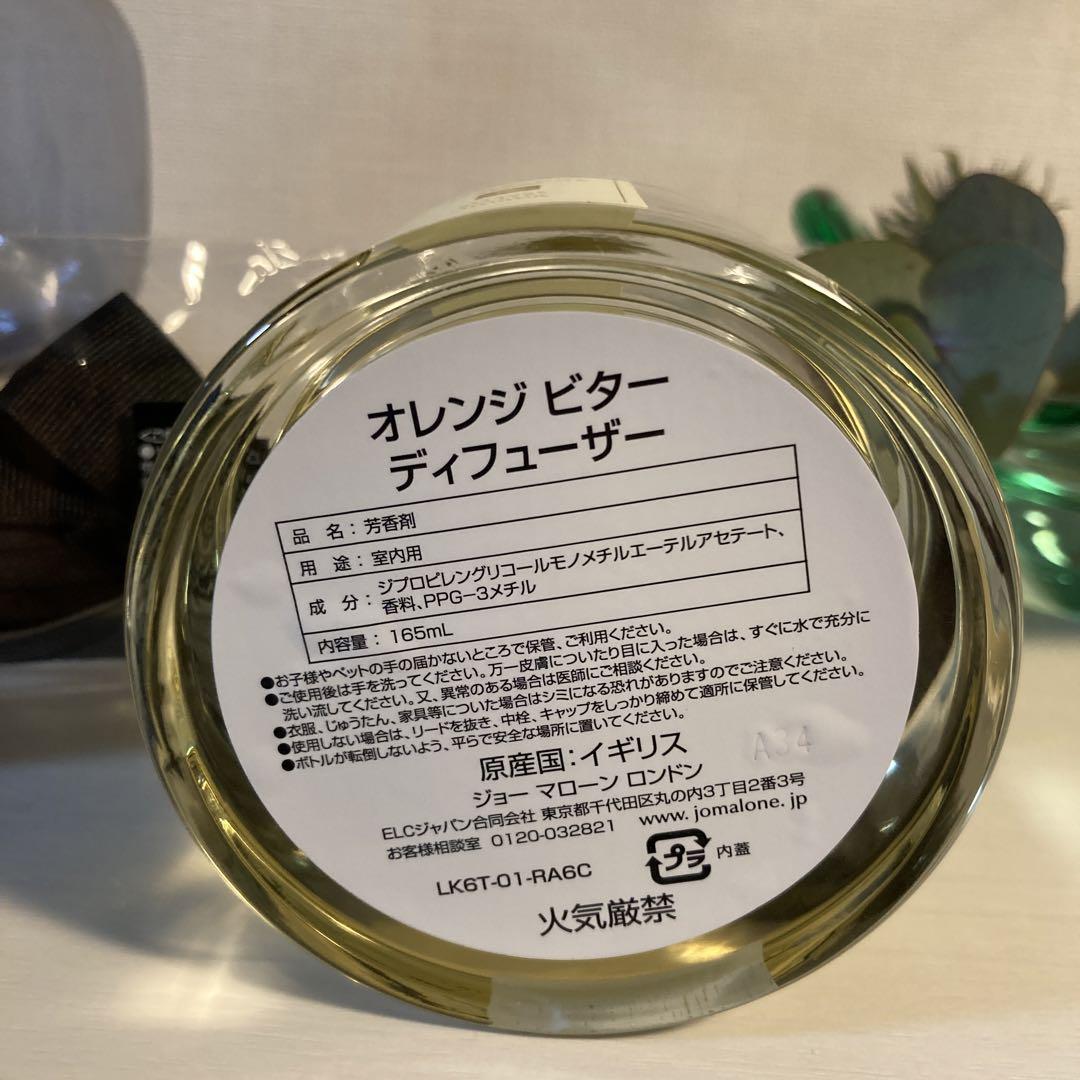 オレンジ ビター
ディフューザー
品 名：芳香剤
用 途：室内用
成 分：ジプロピレングリコールモノメチルエーテルアセテート、
香料、PPG-3メチル
内容量：165mL
●お子様やペットの手の届かないところで保管、ご利用ください。
●ご使用後は手を洗ってください。万一皮膚についたり目に入った場合は、すぐに水で充分に
洗い流してください。又、異常のある場合は医師にご相談ください。
●衣服、じゅうたん、家具等についた場合はシミになる恐れがありますのでご注意ください。
●使用しない場合は、リードを抜き、中栓、キャップをしっかり締めて適所に保管してください。
●ボトルが転倒しないよう、平らで安全な場所に置いてください。
原産国：イギリス
A34
ジョー マローン ロンドン
ELCジャパン合同会社 東京都千代田区丸の内3丁目2番3号
お客様相談室 0120-032821 www.jomalone.jp
プラ 内蓋
LK6T-01-RA6C
火気厳禁